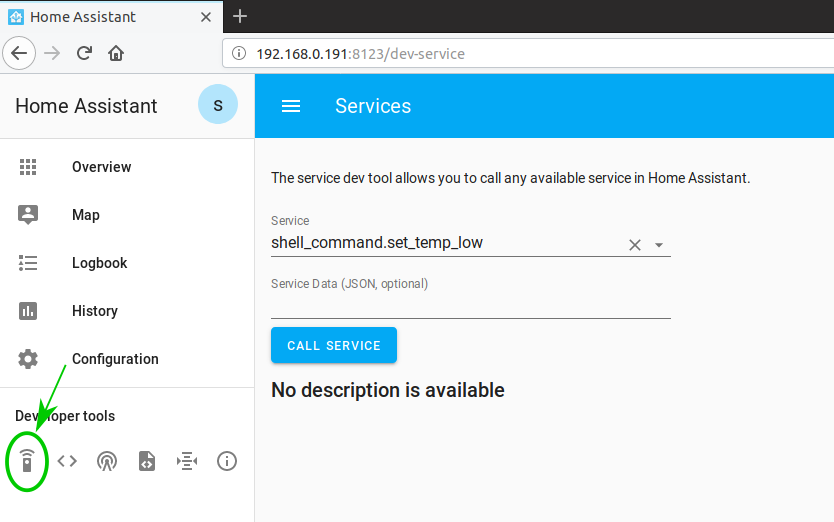 Home Assistant
192.168.0.191:8123/dev-service
Home Assistant
S
Services
Overview
Map
Logbook
History
Configuration
Developer tools
The service dev tool allows you to call any available service in Home Assistant.
Service
shell_command.set_temp_low
Service Data (JSON, optional)
CALL SERVICE
No description is available